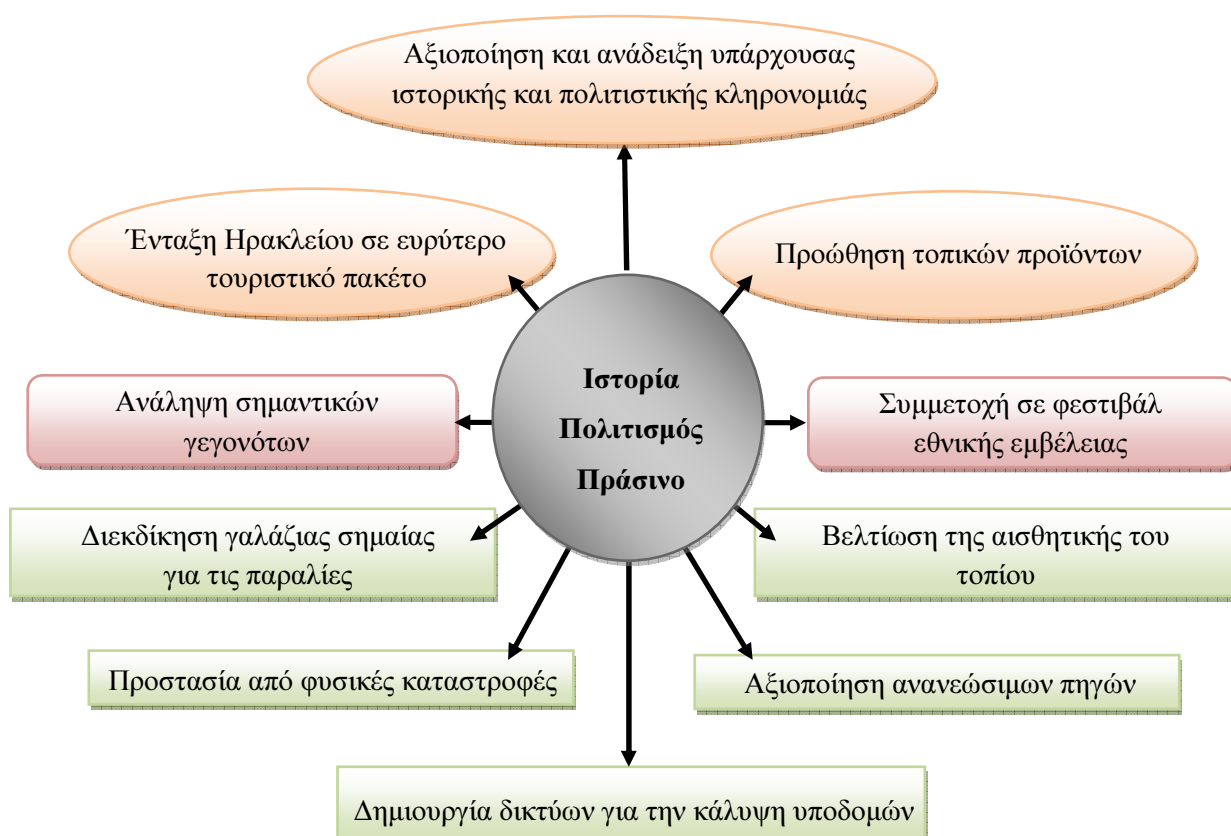 Αξιοποίηση και ανάδειξη υπάρχουσας
ιστορικής και πολιτιστικής κληρονομιάς
Ένταξη Ηρακλείου σε ευρύτερο
τουριστικό πακέτο
Προώθηση τοπικών προϊόντων
Ιστορία
Πολιτισμός
Πράσινο
Ανάληψη σημαντικών
γεγονότων
Συμμετοχή σε φεστιβάλ
εθνικής εμβέλειας
Διεκδίκηση γαλάζιας σημαίας
για τις παραλίες
Βελτίωση της αισθητικής του
τοπίου
Προστασία από φυσικές καταστροφές
Αξιοποίηση ανανεώσιμων πηγών
Δημιουργία δικτύων για την κάλυψη υποδομών